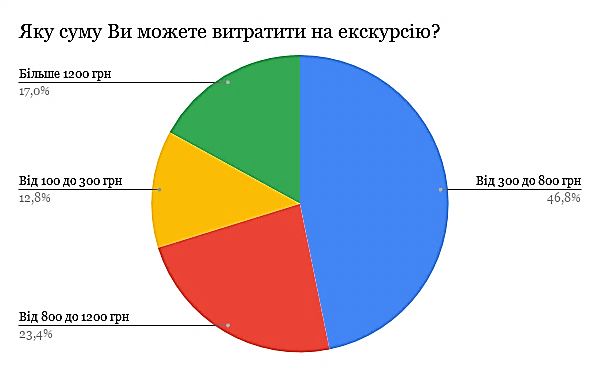 Яку суму Ви можете витратити на екскурсію?
Більше 1200 грн
17,0%
Від 100 до 300 грн
12,8%
Від 300 до 800 грн
46,8%
Від 800 до 1200 грн
23,4%